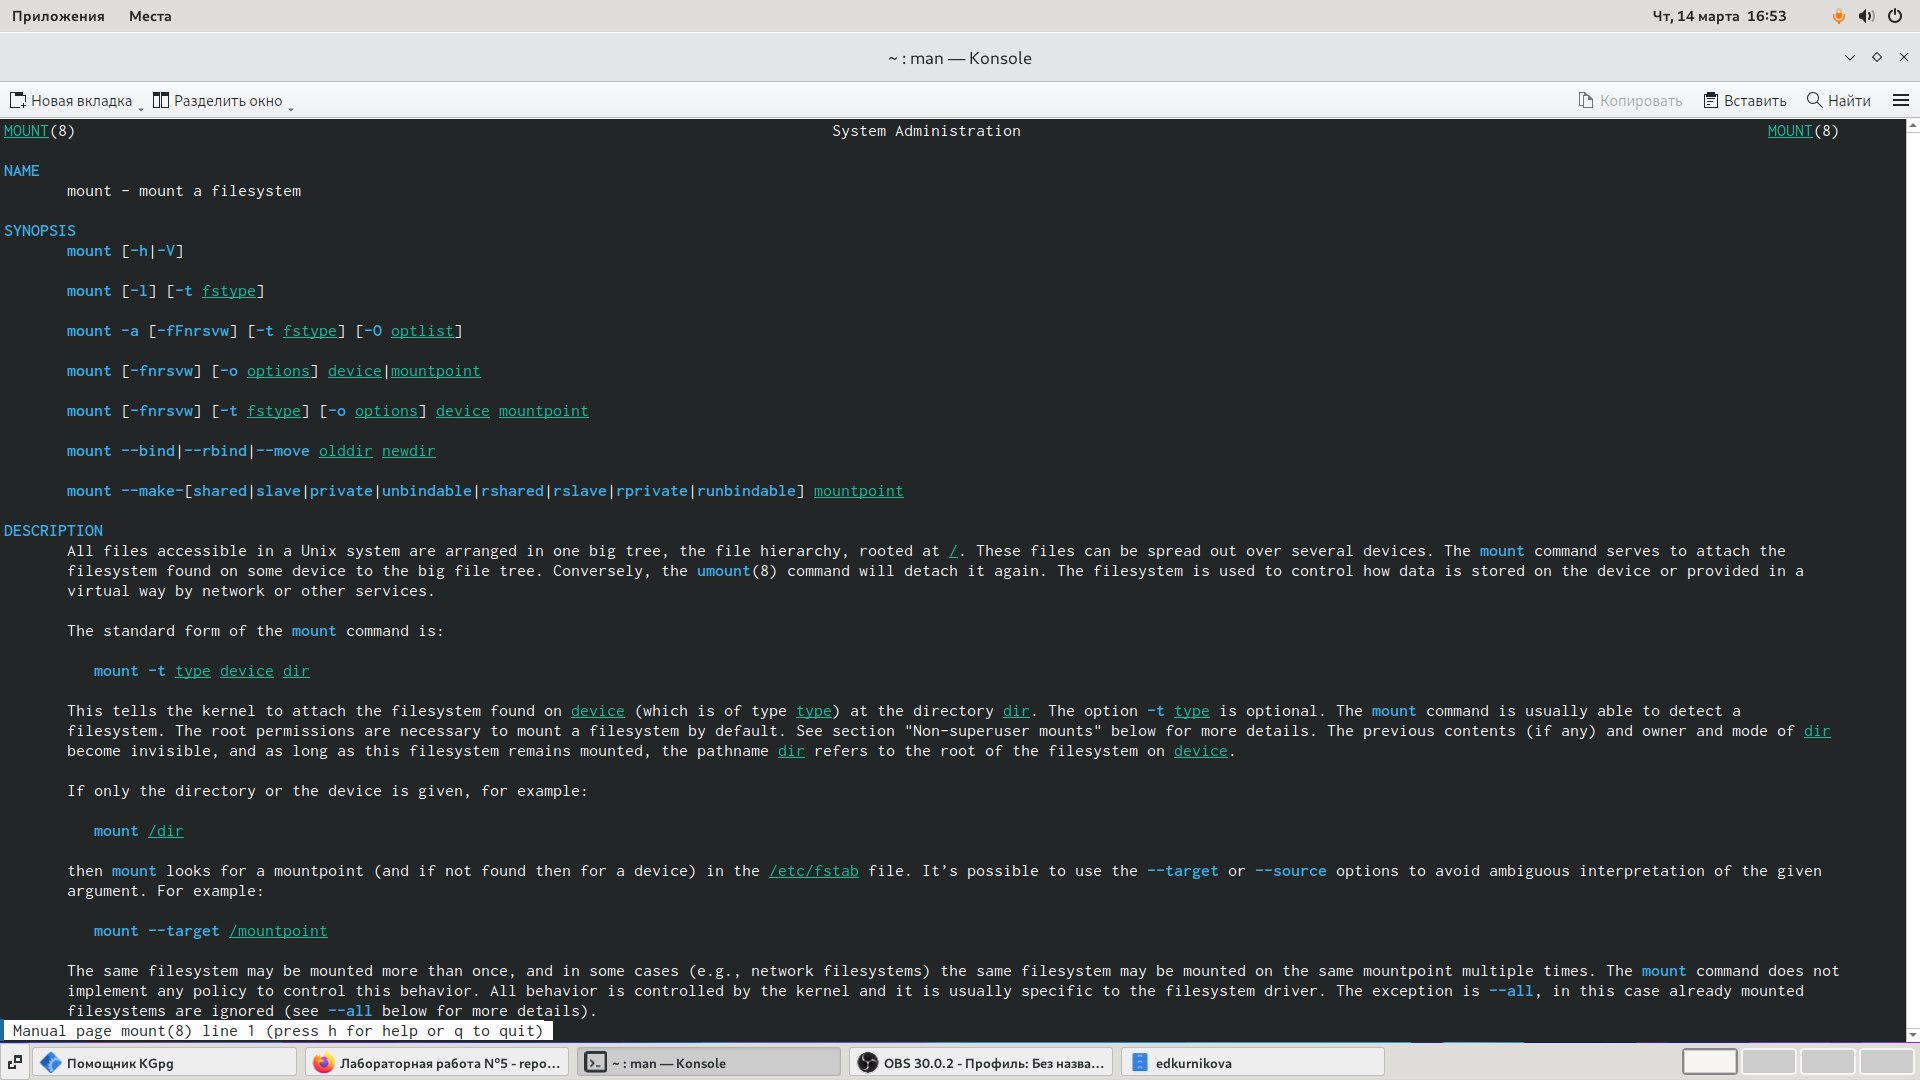 Приложения Места Чт, 14 марта 16:53
~ : man — Konsole
Новая вкладка Разделить окно Копировать Вставить Найти
MOUNT(8) System Administration MOUNT(8)
NAME
mount - mount a filesystem
SYNOPSIS
mount [-h|-V]
mount [-l] [-t fstype]
mount -a [-fFnrsvw] [-t fstype] [-O optlist]
mount [-fnrsvw] [-o options] device|mountpoint
mount [-fnrsvw] [-t fstype] [-o options] device mountpoint
mount --bind|--rbind|--move olddir newdir
mount --make-[shared|slave|private|unbindable|rshared|rslave|rprivate|runbindable] mountpoint
DESCRIPTION
All files accessible in a Unix system are arranged in one big tree, the file hierarchy, rooted at /. These files can be spread out over several devices. The mount command serves to attach the
filesystem found on some device to the big file tree. Conversely, the umount(8) command will detach it again. The filesystem is used to control how data is stored on the device or provided in a
virtual way by network or other services.
The standard form of the mount command is:
mount -t type device dir
This tells the kernel to attach the filesystem found on device (which is of type type) at the directory dir. The option -t type is optional. The mount command is usually able to detect a
filesystem. The root permissions are necessary to mount a filesystem by default. See section "Non-superuser mounts" below for more details. The previous contents (if any) and owner and mode of dir
become invisible, and as long as this filesystem remains mounted, the pathname dir refers to the root of the filesystem on device.
If only the directory or the device is given, for example:
mount /dir
then mount looks for a mountpoint (and if not found then for a device) in the /etc/fstab file. It’s possible to use the --target or --source options to avoid ambiguous interpretation of the given
argument. For example:
mount --target /mountpoint
The same filesystem may be mounted more than once, and in some cases (e.g., network filesystems) the same filesystem may be mounted on the same mountpoint multiple times. The mount command does not
implement any policy to control this behavior. All behavior is controlled by the kernel and it is usually specific to the filesystem driver. The exception is --all, in this case already mounted
filesystems are ignored (see --all below for more details).
Manual page mount(8) line 1 (press h for help or q to quit)
Помощник KGpg Лабораторная работа №5 - repo... ~ : man — Konsole OBS 30.0.2 - Профиль: Без назва... edkurnikova